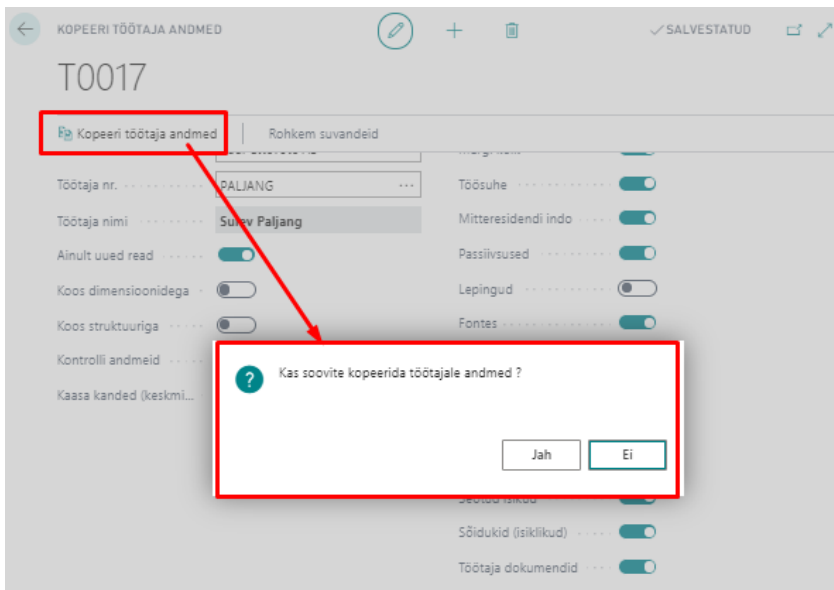 KOPEERI TÖÖTAJA ANDMED
SALVESTATUD
T0017
Kopeeri töötaja andmed
Rohkem suvandeid
Töötaja nr.
PALJANG
Töösuhe
Töötaja nimi
Sulev Paljang
Mitteresidendi indo
Ainult uued read
Passiivsused
Koos dimensioonidega
Lepingud
Koos struktuuriga
Fontes
Kontrolli andmeid
Kaasa kanded (keskmi...
?
Kas soovite kopeerida töötajale andmed ?
Jah
Ei
Seotud isikud
Sõidukid (isiklikud)
Töötaja dokumendid